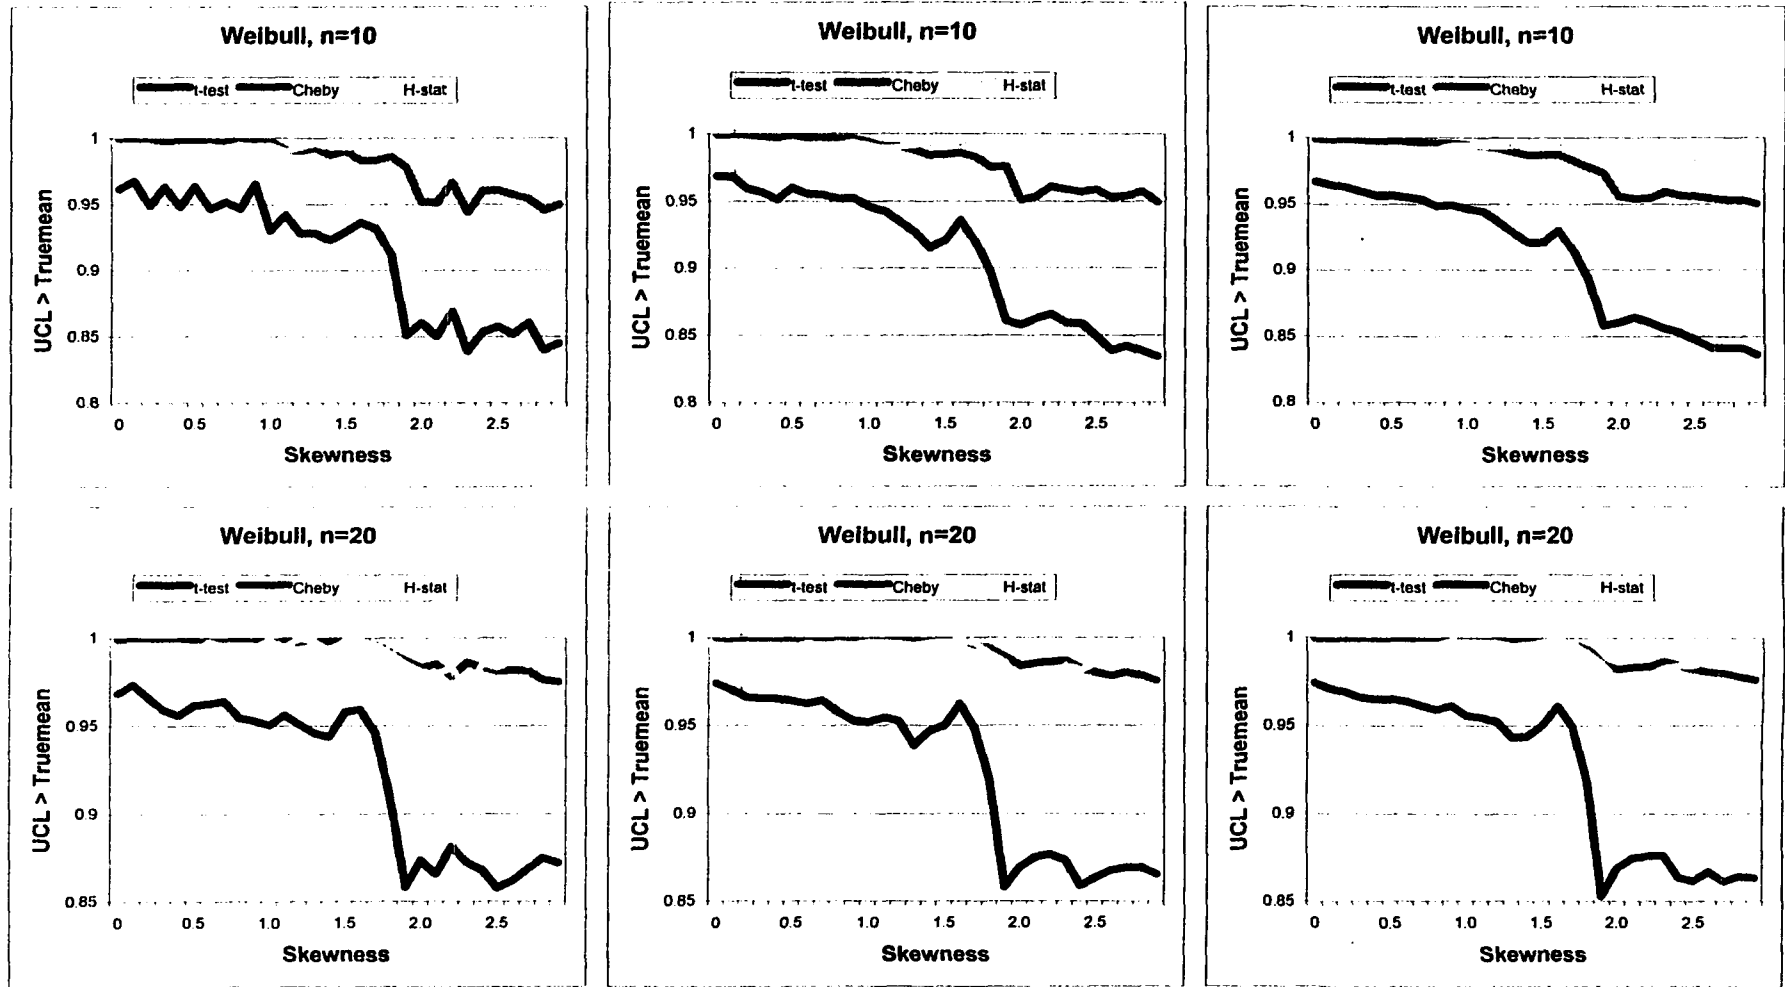 Weibull, n=10
t-test Cheby H-stat
UCL > Truemean
1
0.95
0.9
0.85
0.8
0 0.5 1.0 1.5 2.0 2.5
Skewness
Weibull, n=10
t-test Cheby H-stat
UCL > Truemean
1
0.95
0.9
0.85
0.8
0 0.5 1.0 1.5 2.0 2.5
Skewness
Weibull, n=10
t-test Cheby H-stat
UCL > Truemean
1
0.95
0.9
0.85
0.8
0 0.5 1.0 1.5 2.0 2.5
Skewness
Weibull, n=20
t-test Cheby H-stat
UCL > Truemean
1
0.95
0.9
0.85
0 0.5 1.0 1.5 2.0 2.5
Skewness
Weibull, n=20
t-test Cheby H-stat
UCL > Truemean
1
0.95
0.9
0.85
0 0.5 1.0 1.5 2.0 2.5
Skewness
Weibull, n=20
t-test Cheby H-stat
UCL > Truemean
1
0.95
0.9
0.85
0 0.5 1.0 1.5 2.0 2.5
Skewness